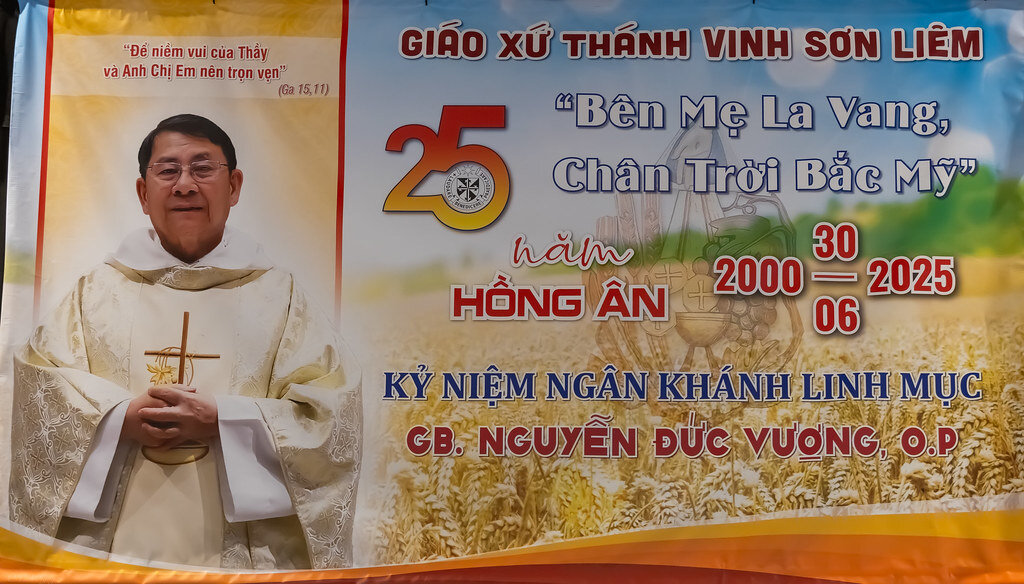 “Để niềm vui của Thầy
và Anh Chị Em nên trọn vẹn”
(Ga 15,11)
GIÁO XỨ THÁNH VINH SƠN LIÊM
25
“Bên Mẹ La Vang,
Chân Trời Bắc Mỹ”
năm
HỒNG ÂN
2000 30 — 06 2025
KỶ NIỆM NGÂN KHÁNH LINH MỤC
GB. NGUYỄN ĐỨC VƯỢNG, O.P